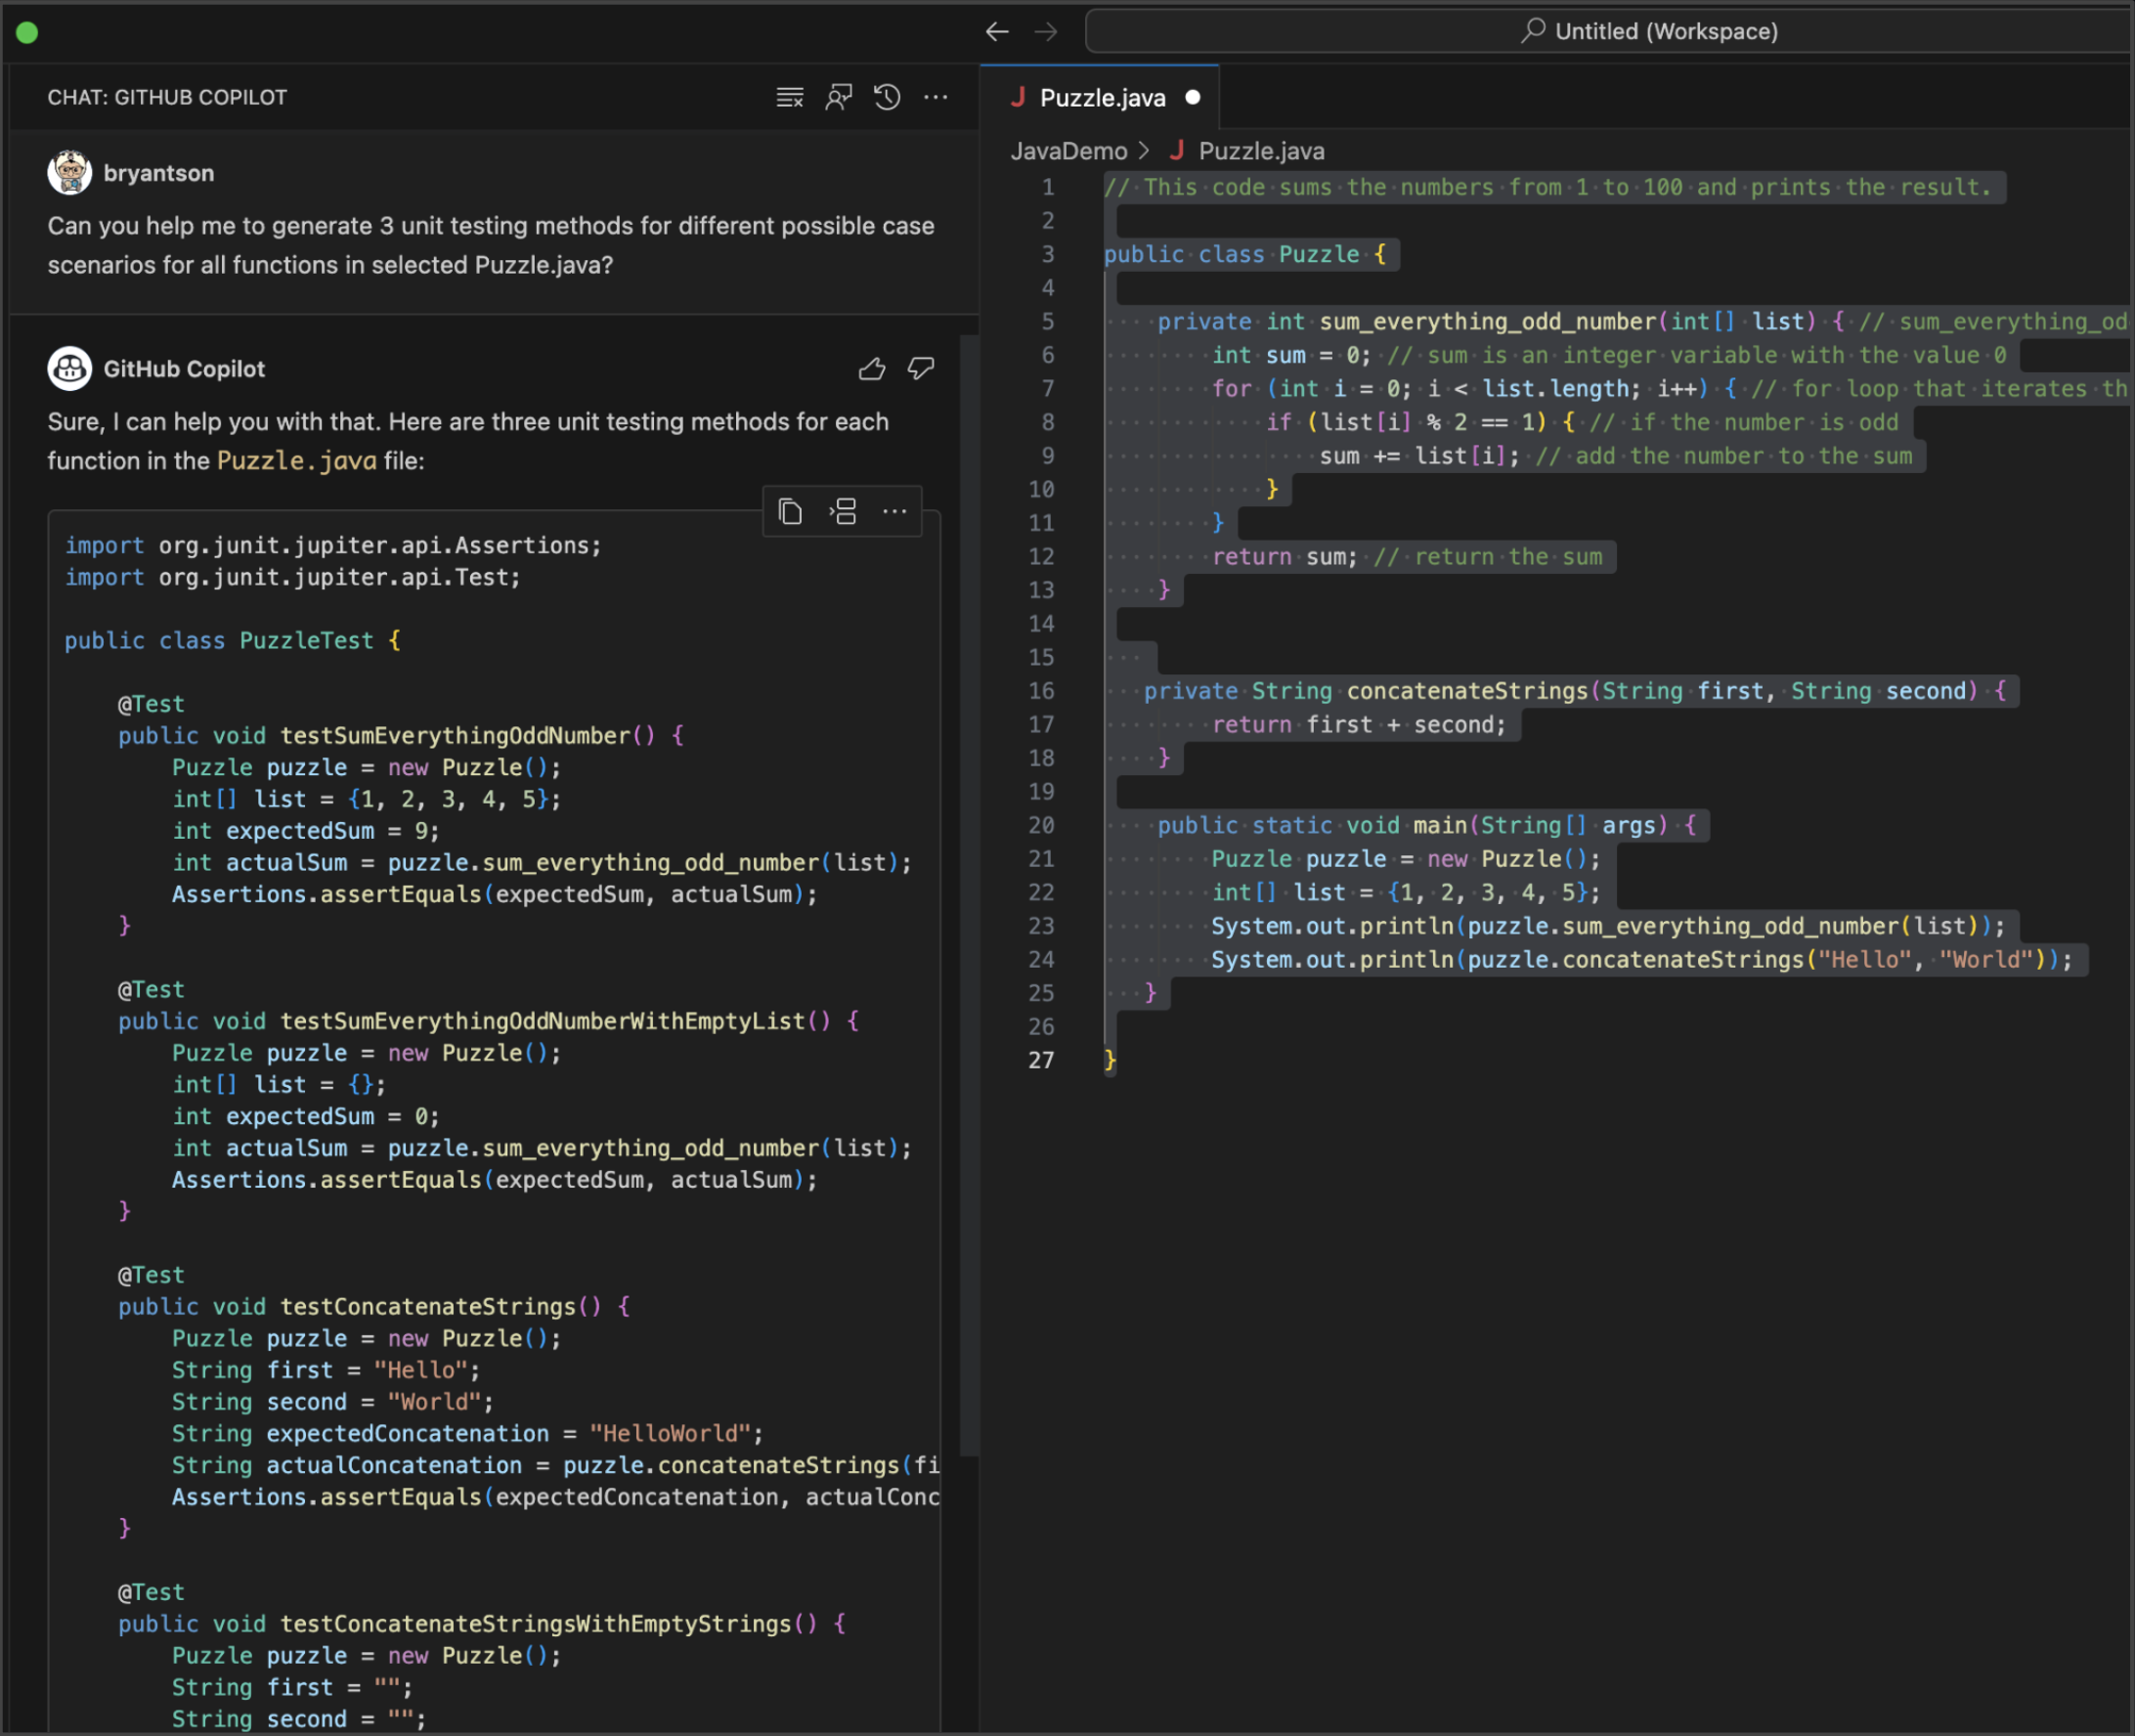 Untitled (Workspace)
CHAT: GITHUB COPILOT
bryantson
Can you help me to generate 3 unit testing methods for different possible case
scenarios for all functions in selected Puzzle.java?
GitHub Copilot
Sure, I can help you with that. Here are three unit testing methods for each
function in the Puzzle.java file:
import org.junit.jupiter.api.Assertions;
import org.junit.jupiter.api.Test;
public class PuzzleTest {
@Test
public void testSumEverythingOddNumber() {
Puzzle puzzle = new Puzzle();
int[] list = {1, 2, 3, 4, 5};
int expectedSum = 9;
int actualSum = puzzle.sum_everything_odd_number(list);
Assertions.assertEquals(expectedSum, actualSum);
}
@Test
public void testSumEverythingOddNumberWithEmptyList() {
Puzzle puzzle = new Puzzle();
int[] list = {};
int expectedSum = 0;
int actualSum = puzzle.sum_everything_odd_number(list);
Assertions.assertEquals(expectedSum, actualSum);
}
@Test
public void testConcatenateStrings() {
Puzzle puzzle = new Puzzle();
String first = "Hello";
String second = "World";
String expectedConcatenation = "HelloWorld";
String actualConcatenation = puzzle.concatenateStrings(fi
Assertions.assertEquals(expectedConcatenation, actualConc
}
@Test
public void testConcatenateStringsWithEmptyStrings() {
Puzzle puzzle = new Puzzle();
String first = "";
String second = "";
J Puzzle.java
JavaDemo > J Puzzle.java
1 // This code sums the numbers from 1 to 100 and prints the result.
2
3 public class Puzzle {
4
5 private int sum_everything_odd_number(int[] list) { // sum_everything_od
6 int sum = 0; // sum is an integer variable with the value 0
7 for (int i = 0; i < list.length; i++) { // for loop that iterates th
8 if (list[i] % 2 == 1) { // if the number is odd
9 sum += list[i]; // add the number to the sum
10 }
11 }
12 return sum; // return the sum
13 }
14
15
16 private String concatenateStrings(String first, String second) {
17 return first + second;
18 }
19
20 public static void main(String[] args) {
21 Puzzle puzzle = new Puzzle();
22 int[] list = {1, 2, 3, 4, 5};
23 System.out.println(puzzle.sum_everything_odd_number(list));
24 System.out.println(puzzle.concatenateStrings("Hello", "World"));
25 }
26
27 }